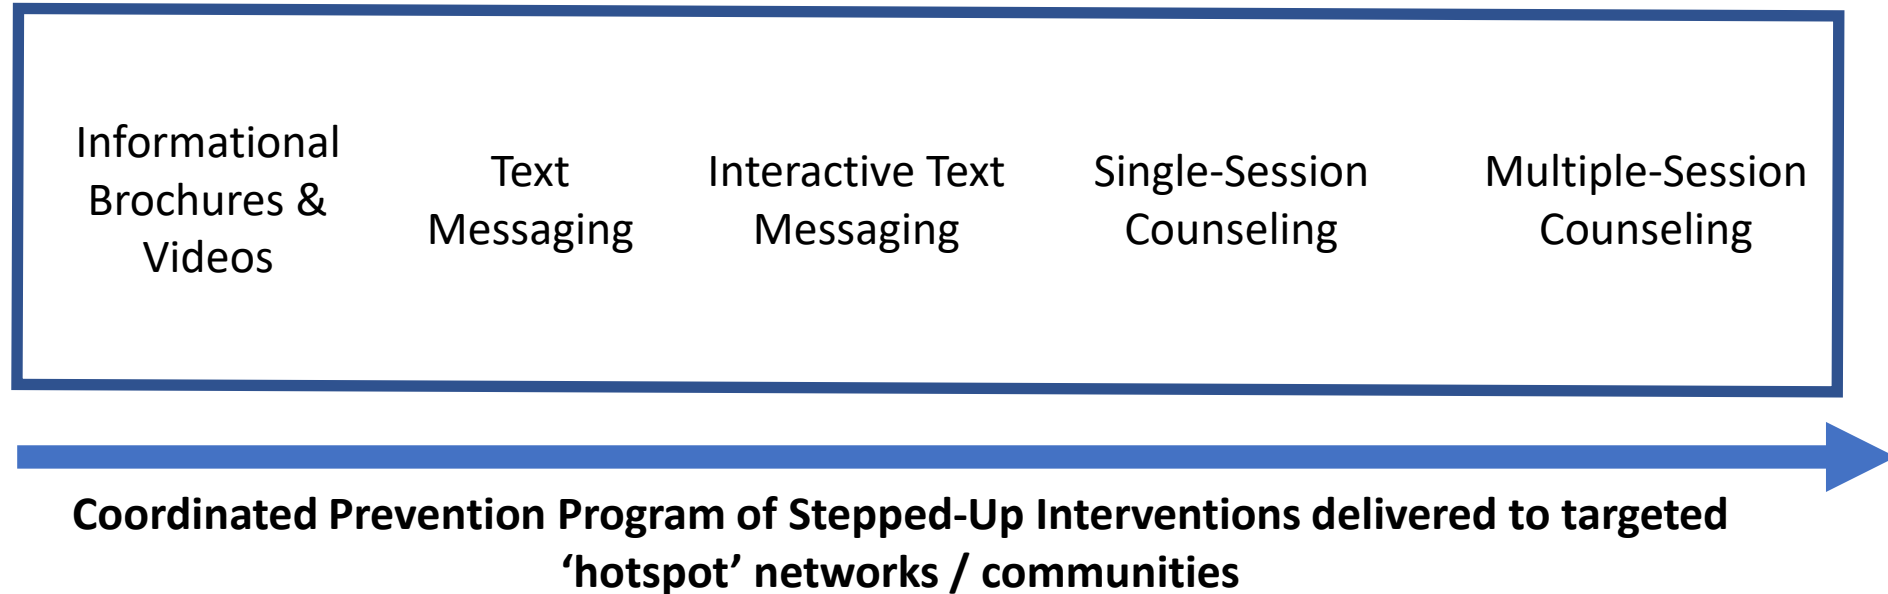 Informational
Brochures &
Videos
Text
Messaging
Interactive Text
Messaging
Single-Session
Counseling
Multiple-Session
Counseling
Coordinated Prevention Program of Stepped-Up Interventions delivered to targeted
‘hotspot’ networks / communities